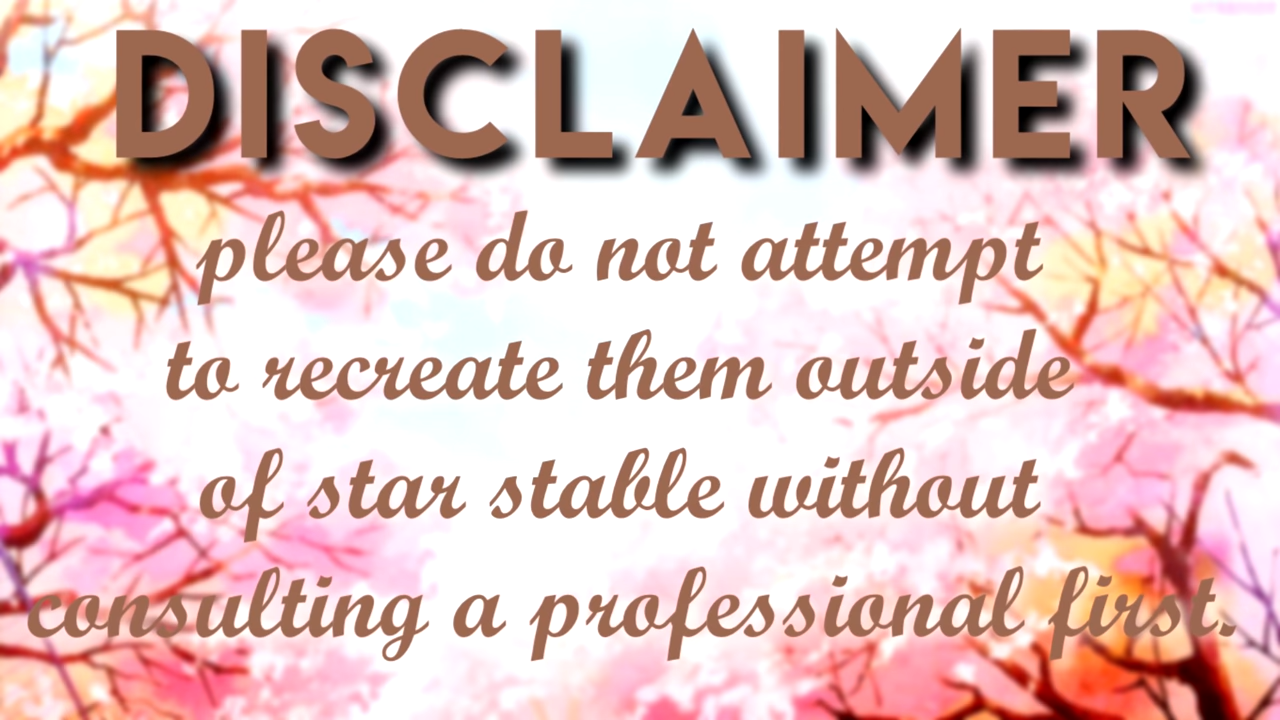 DISCLAIMER
please do not attempt
to recreate them outside
of star stable without
consulting a professional first.